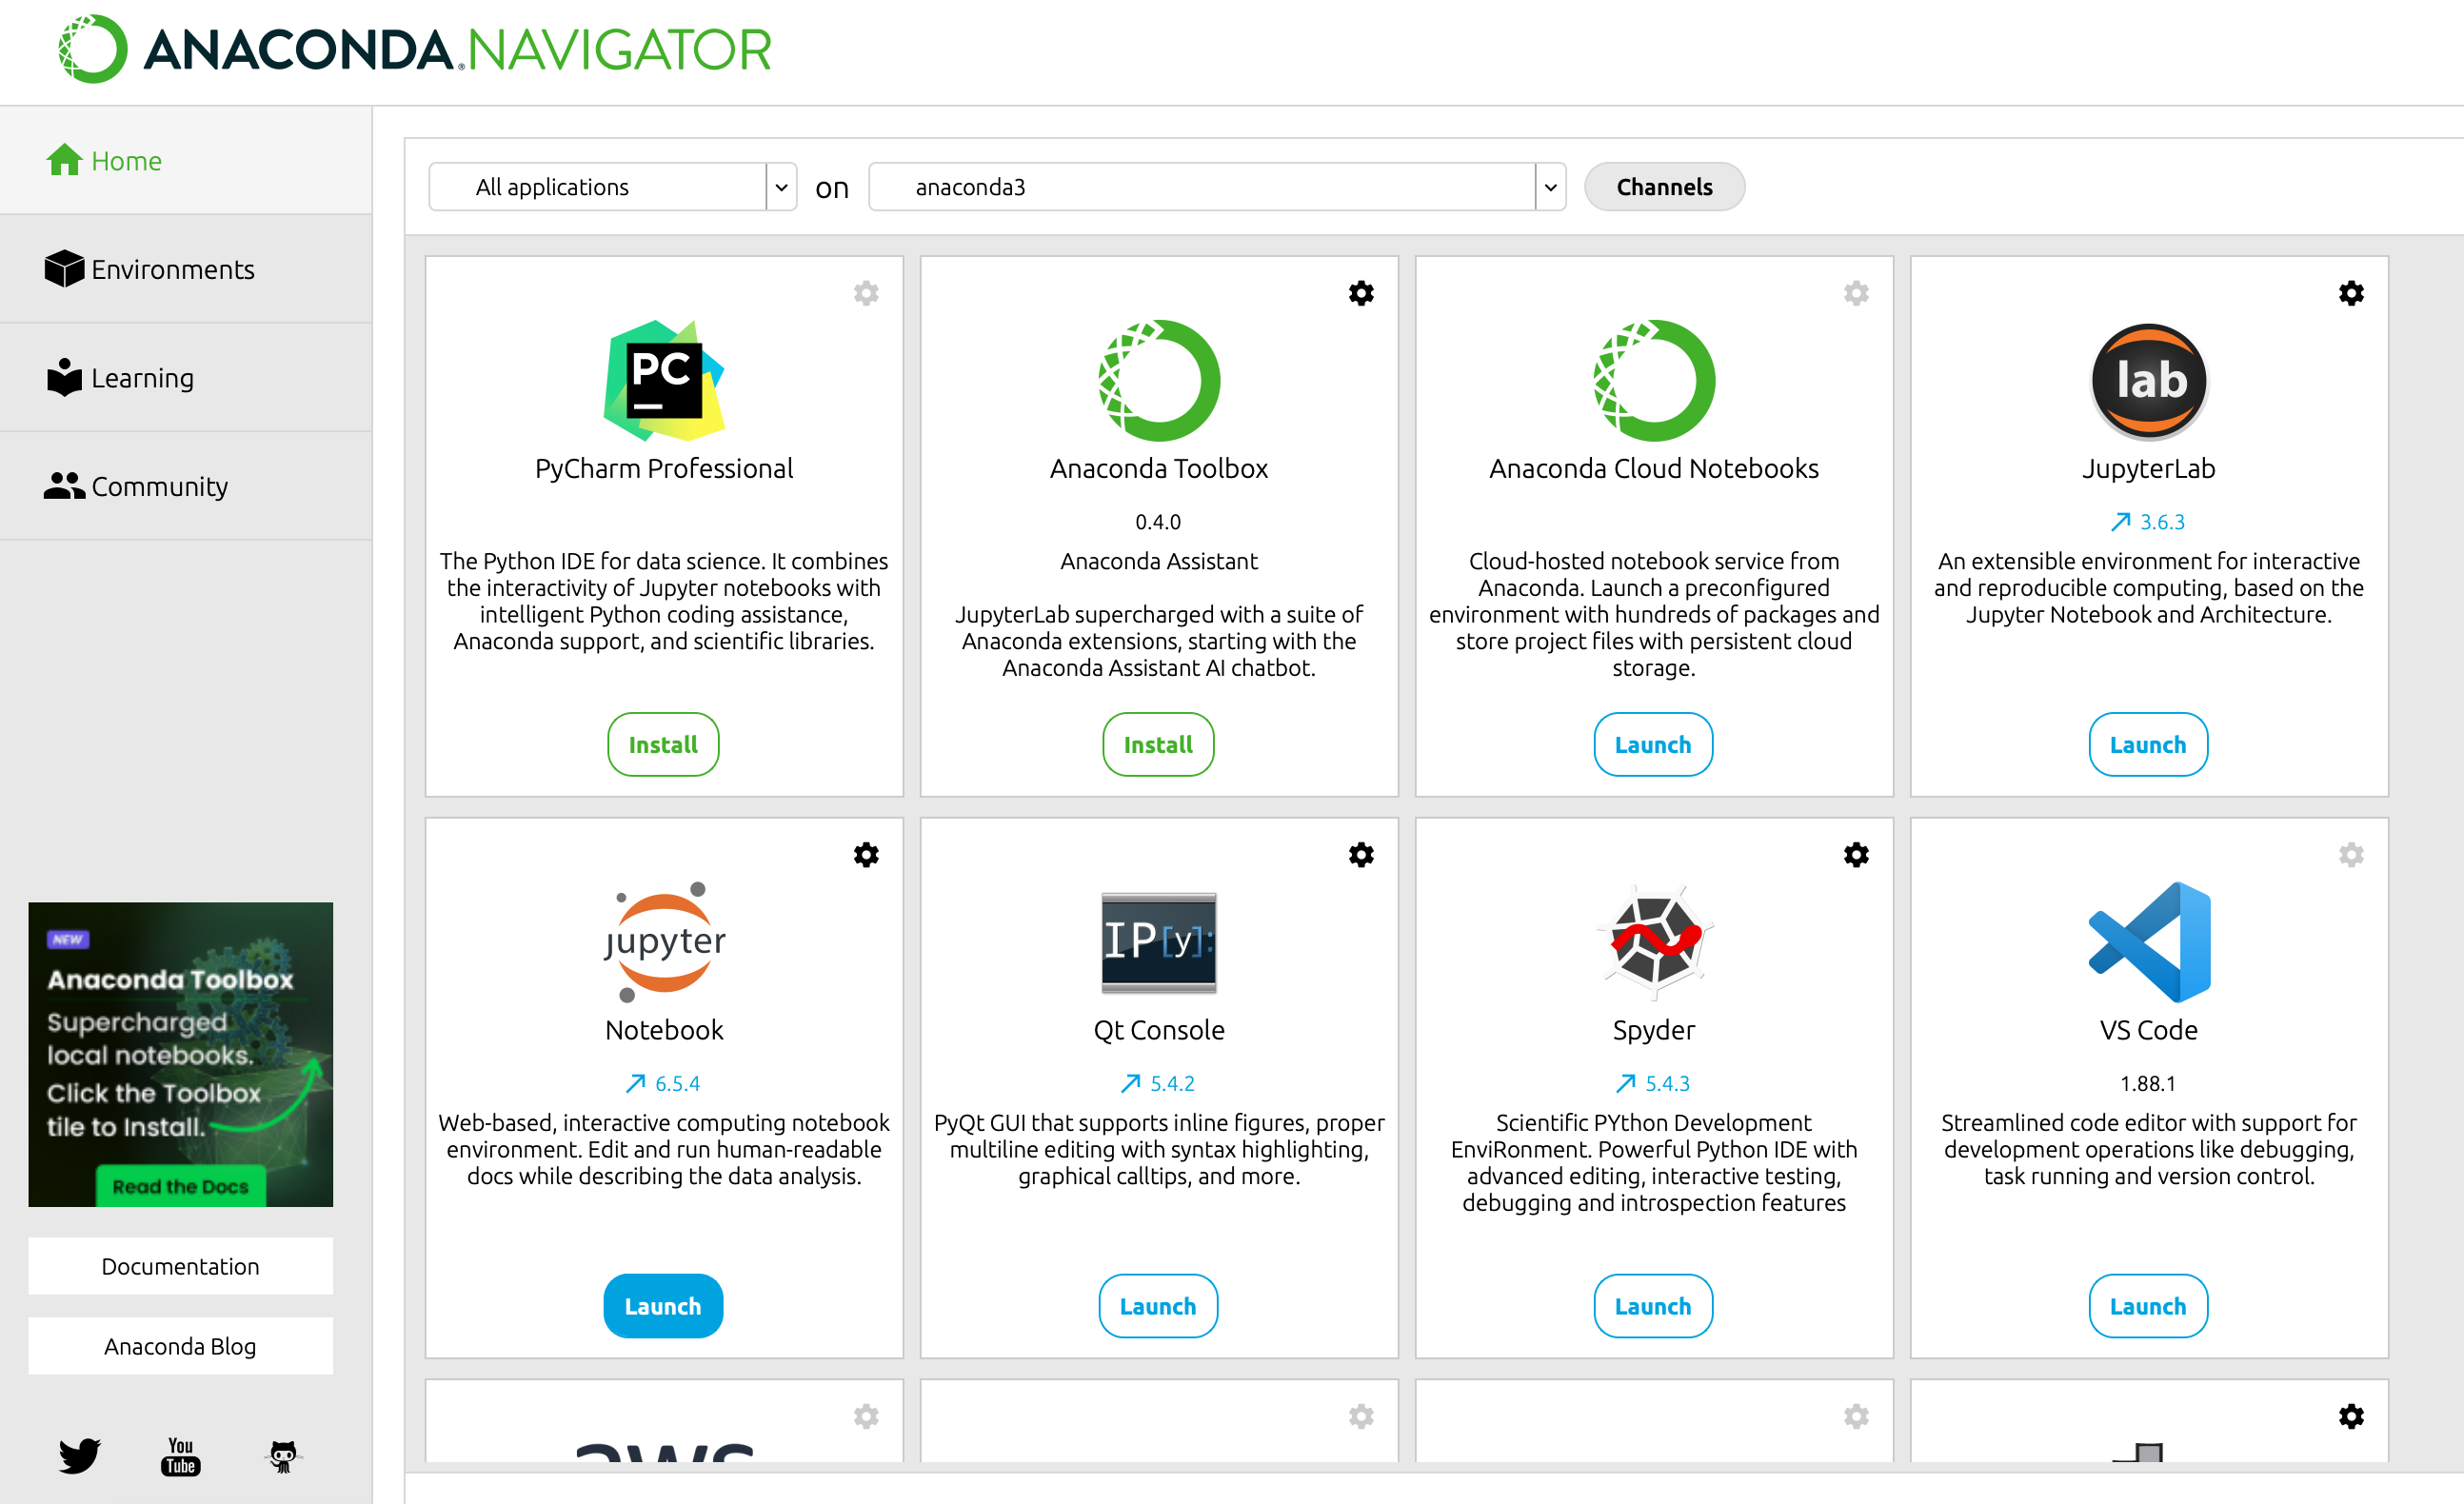 ANACONDA.NAVIGATOR
Home
Environments
Learning
Community
All applications
on
anaconda3
Channels
PC
PyCharm Professional
The Python IDE for data science. It combines
the interactivity of Jupyter notebooks with
intelligent Python coding assistance,
Anaconda support, and scientific libraries.
Install
Anaconda Toolbox
0.4.0
Anaconda Assistant
JupyterLab supercharged with a suite of
Anaconda extensions, starting with the
Anaconda Assistant AI chatbot.
Install
Anaconda Cloud Notebooks
Cloud-hosted notebook service from
Anaconda. Launch a preconfigured
environment with hundreds of packages and
store project files with persistent cloud
storage.
Launch
lab
JupyterLab
3.6.3
An extensible environment for interactive
and reproducible computing, based on the
Jupyter Notebook and Architecture.
Launch
jupyter
Notebook
6.5.4
Web-based, interactive computing notebook
environment. Edit and run human-readable
docs while describing the data analysis.
Launch
IP[y]:
Qt Console
5.4.2
PyQt GUI that supports inline figures, proper
multiline editing with syntax highlighting,
graphical calltips, and more.
Launch
Spyder
5.4.3
Scientific PYthon Development
EnviRonment. Powerful Python IDE with
advanced editing, interactive testing,
debugging and introspection features
Launch
VS Code
1.88.1
Streamlined code editor with support for
development operations like debugging,
task running and version control.
Launch
aws
NEW
Anaconda Toolbox
Supercharged
local notebooks.
Click the Toolbox
tile to Install.
Read the Docs
Documentation
Anaconda Blog
You
Tube